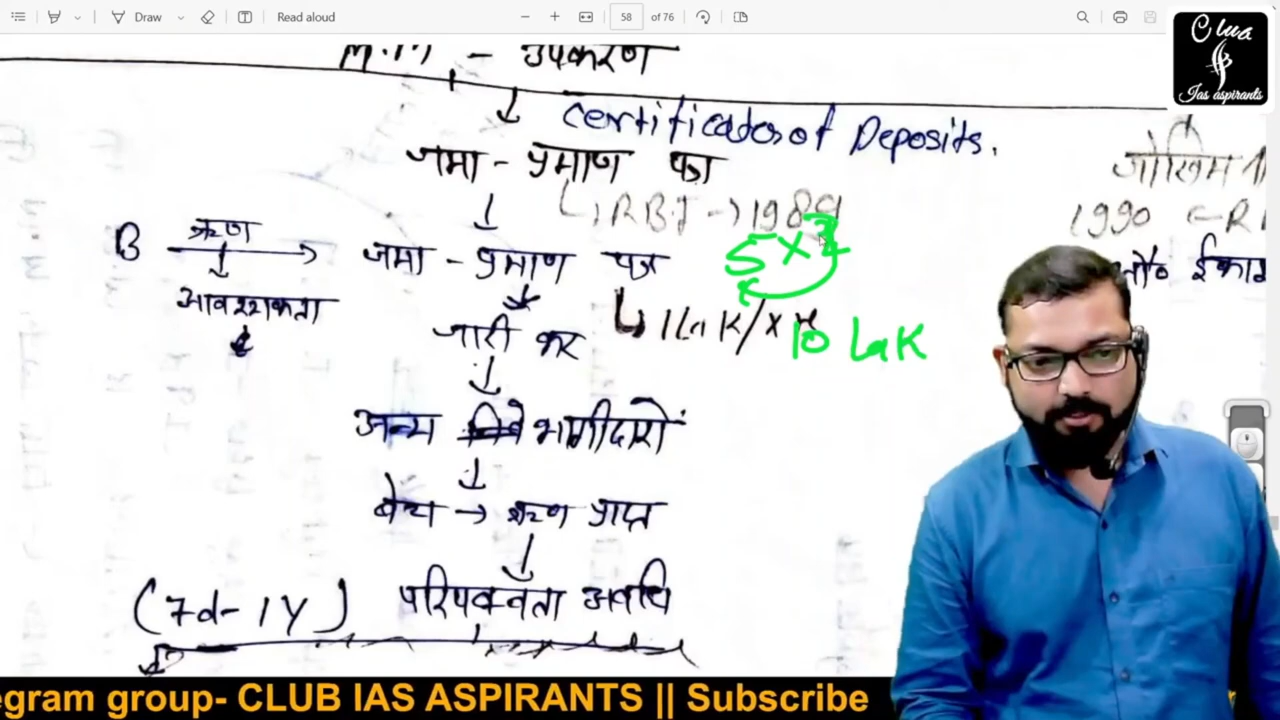 Draw
Read aloud
58 of 76
Clua
Ias aspirants
M.M - उपकरण
Certificates of Deposits.
जमा - प्रमाण पत्र
RBI -> 1989
जोखिम
1990
B ऋण जमा - प्रमाण पत्र
5 x 2
आवश्यकता
जारी कर
1 Lak/x
10 Lak
अन्य भागीदारों
बेच → ऋण प्राप्त
(7d-1Y) परिपक्वता अवधि
egram group- CLUB IAS ASPIRANTS || Subscribe